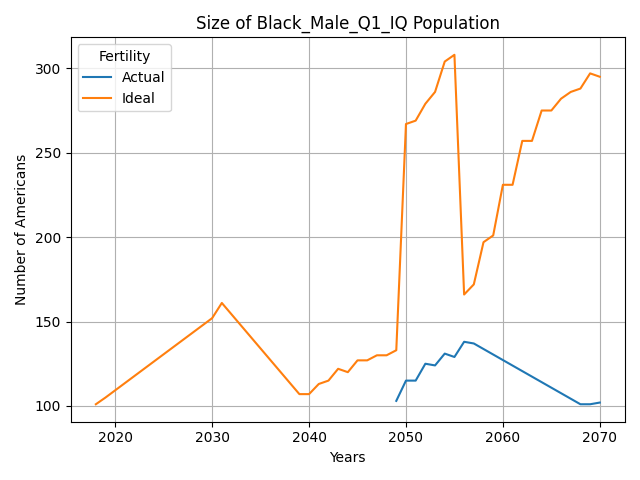 Size of Black_Male_Q1_IQ Population
Fertility
Actual
Ideal
300
250
200
150
100
Number of Americans
2020
2030
2040
2050
2060
2070
Years